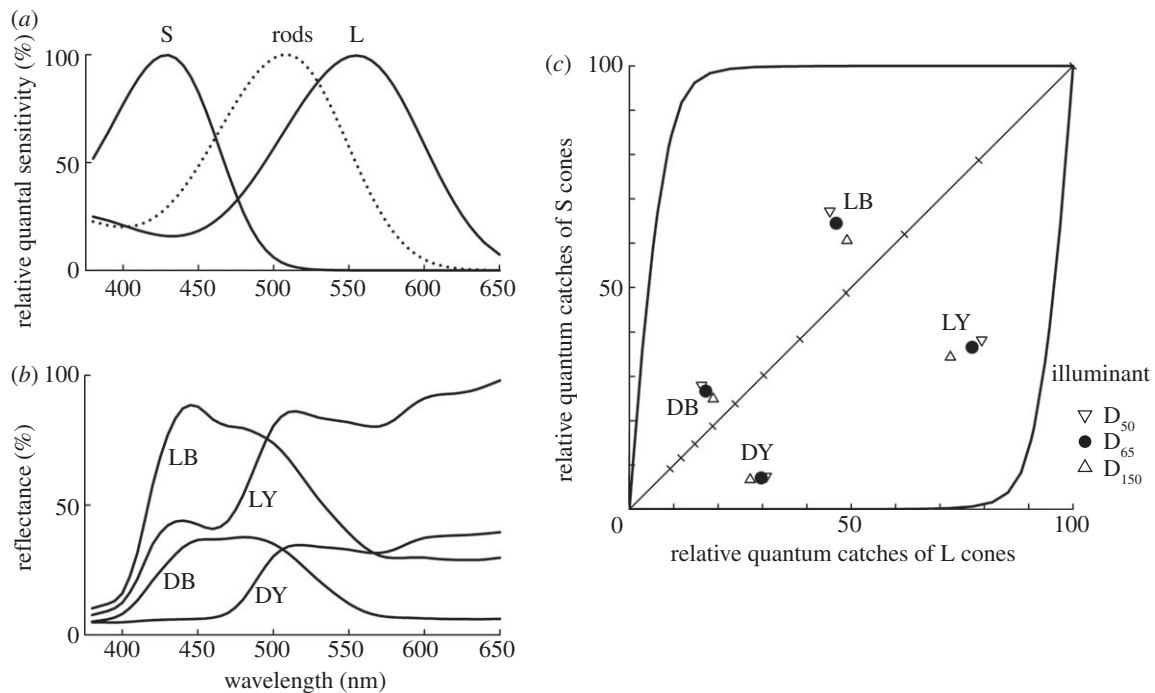 (a)
S rods L
relative quantal sensitivity (%)
100
50
0
400 450 500 550 600 650
(b)
reflectance (%)
100
50
0
LB
LY
DB
DY
400 450 500 550 600 650
wavelength (nm)
(c)
relative quantum catches of S cones
100
50
LB
LY
DB
DY
0 50 100
relative quantum catches of L cones
illuminant
D50
D65
D150